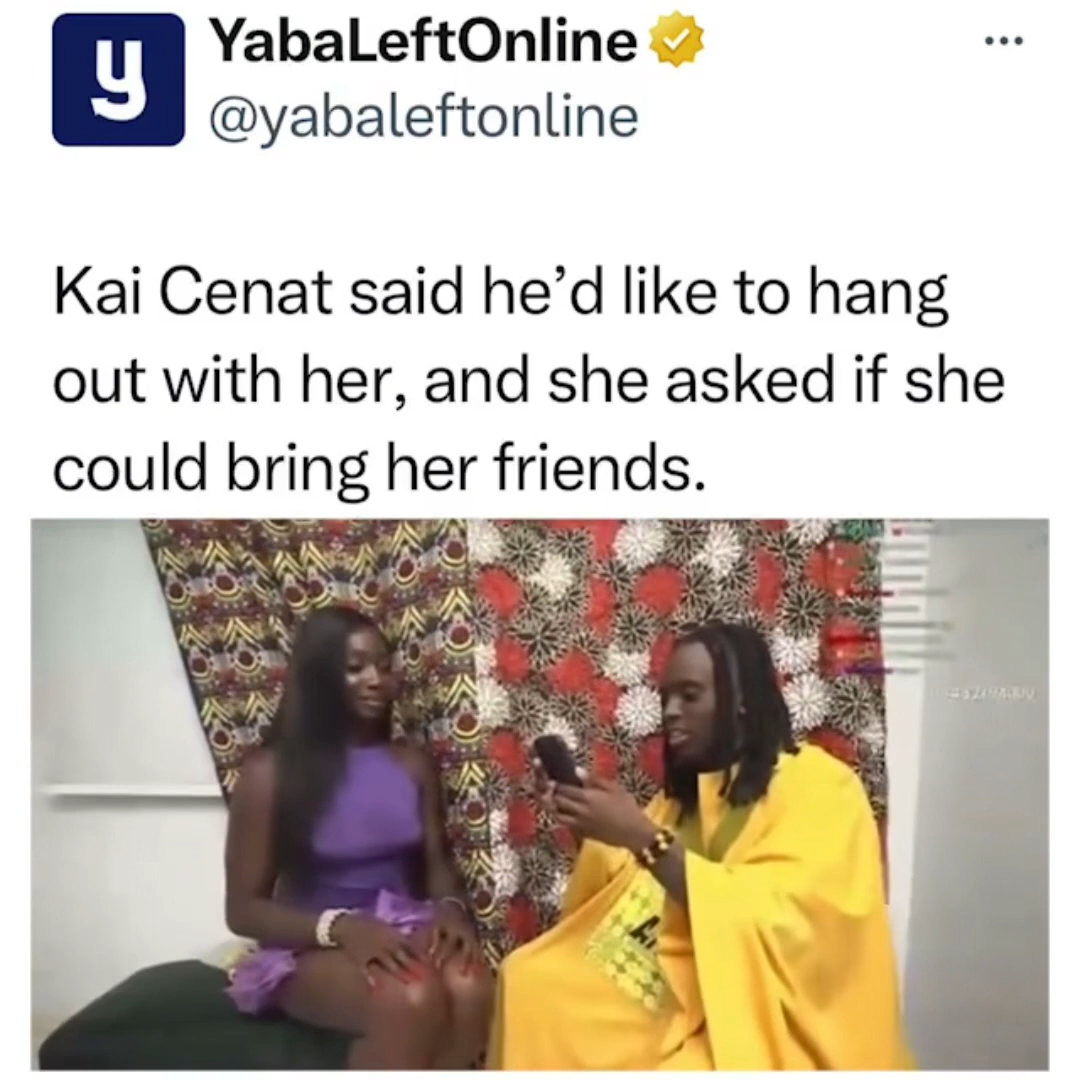 YabaLeftOnline
@yabaleftonline
Kai Cenat said he’d like to hang
out with her, and she asked if she
could bring her friends.